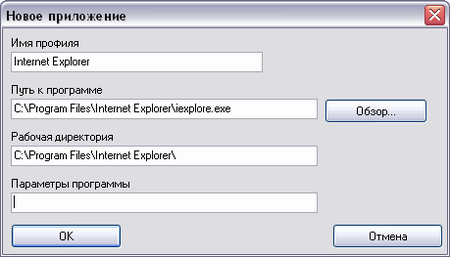 Новое приложение
Имя профиля
Internet Explorer
Путь к программе
C:\Program Files\Internet Explorer\iexplore.exe
Обзор...
Рабочая директория
C:\Program Files\Internet Explorer\
Параметры программы
OK
Отмена